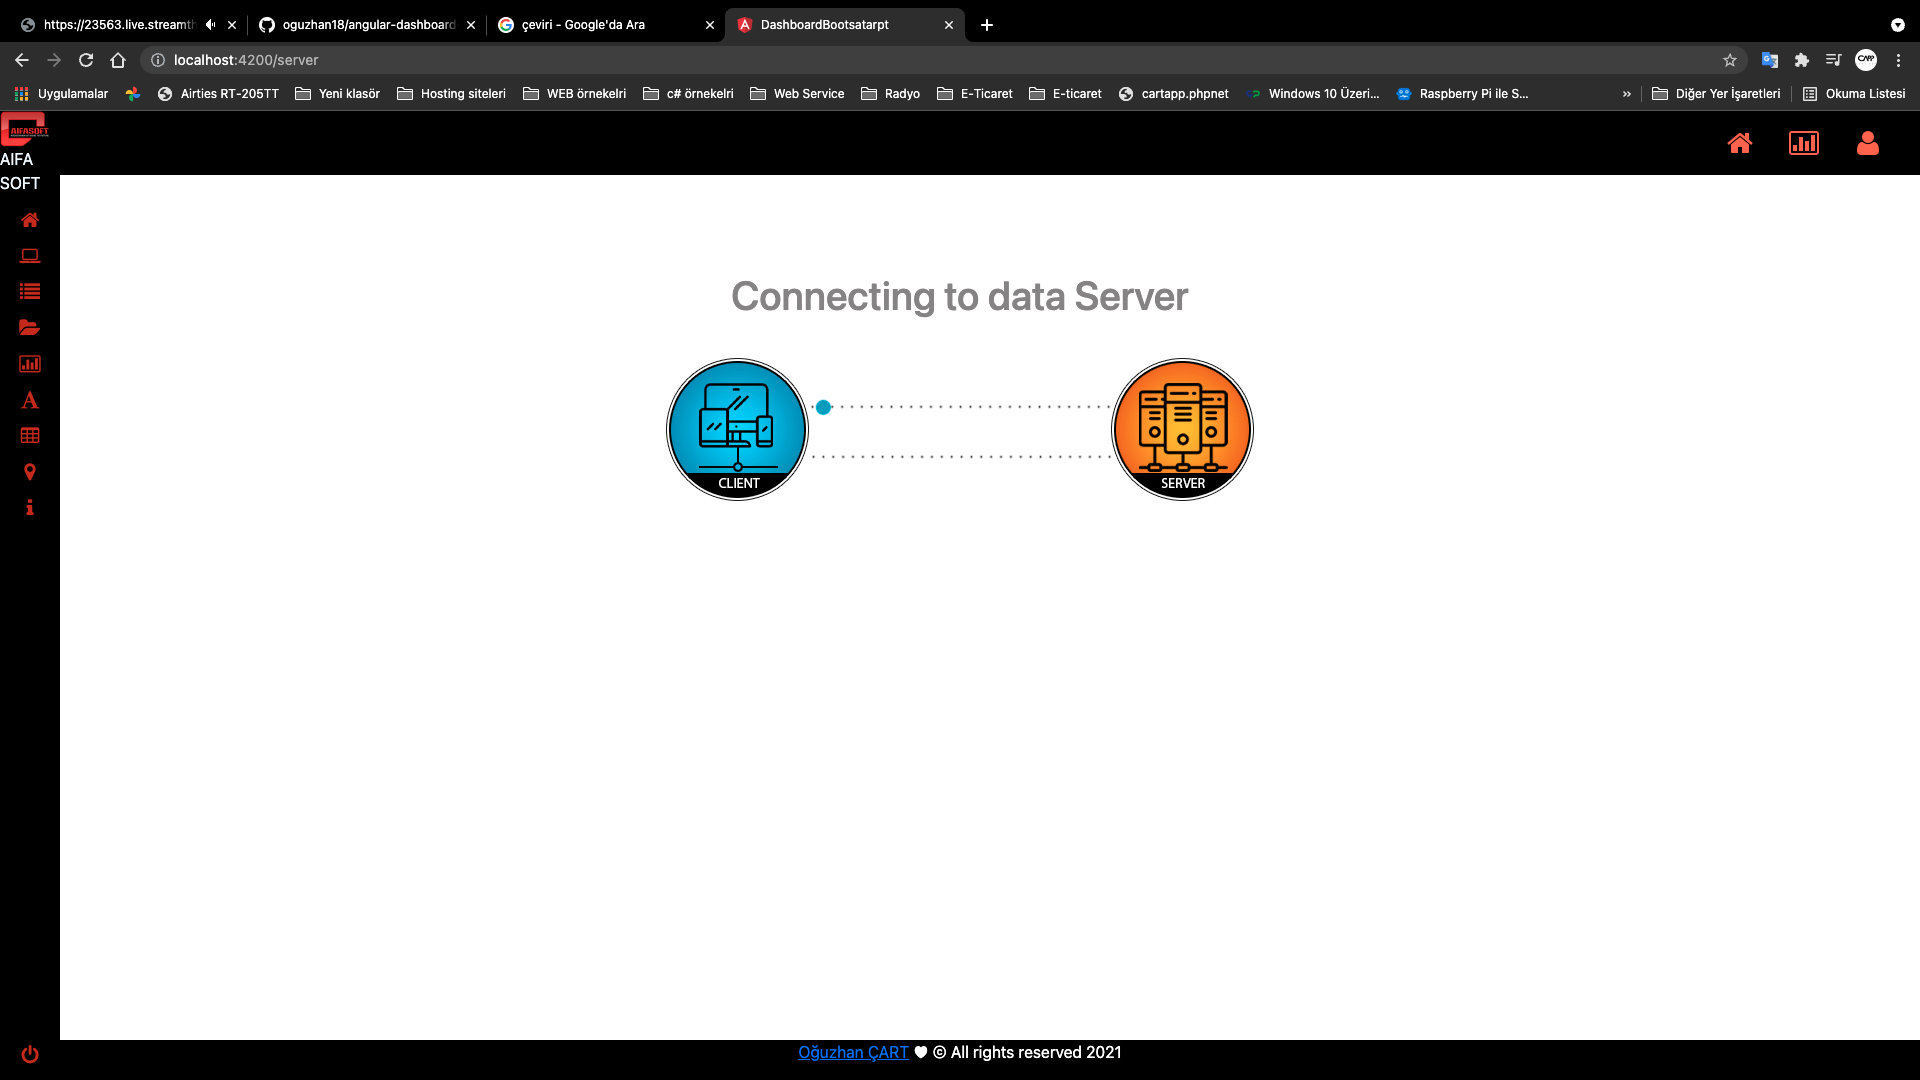 https://23563.live.streamth
oguzhan18/angular-dashboard
çeviri - Google'da Ara
DashboardBootsatarpt
localhost:4200/server
CAPP
Uygulamalar
Airties RT-205TT
Yeni klasör
Hosting siteleri
WEB örnekelri
c# örnekelri
Web Service
Radyo
E-Ticaret
E-ticaret
cartapp.phpnet
Windows 10 Üzeri...
Raspberry Pi ile S...
»
Diğer Yer İşaretleri
Okuma Listesi
AIFASOFT
AIFA
SOFT
Connecting to data Server
CLIENT
SERVER
Oğuzhan ÇART ♥ © All rights reserved 2021